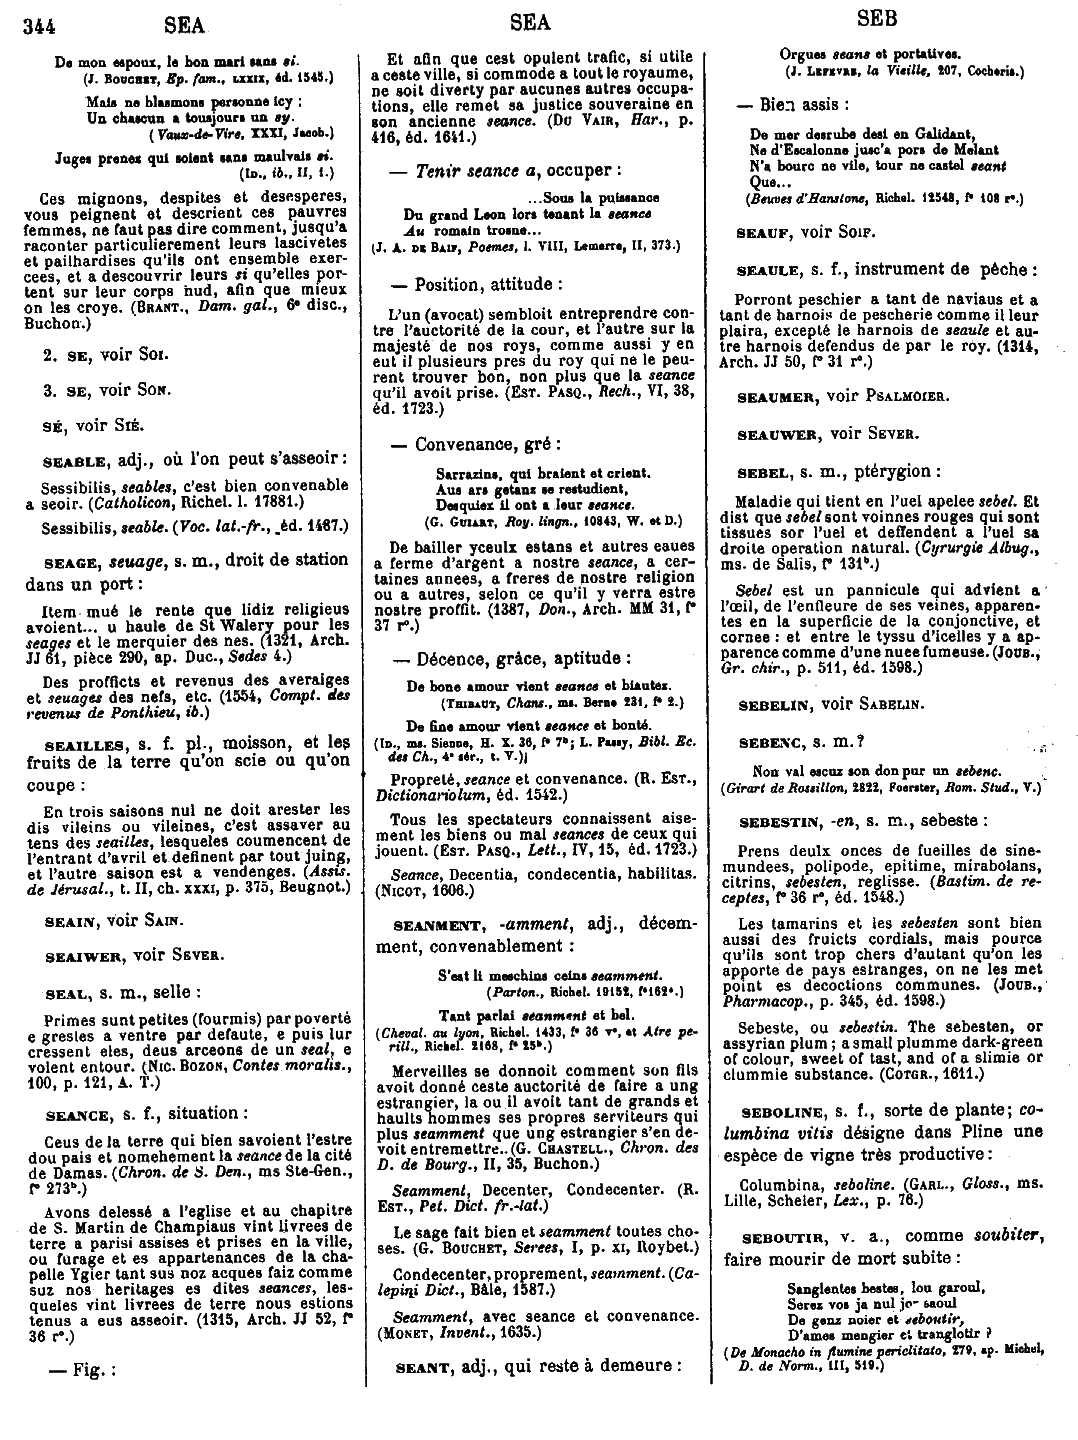 344 SEA SEA SEB
De mon espoux, le bon mari sans si.
(J. BOUCHET, Ep. fam., LXXIX, éd. 1545.)
Mais ne blasmons personne icy :
Un chascun a tousjours un sy.
(Vaux-de-Vire, XXXI, Jacob.)
Juges prenez qui soient sans maulvais si.
(ID., ib., II, 1.)
Ces mignons, despites et desesperes,
vous peignent et descrient ces pauvres
femmes, ne faut pas dire comment, jusqu'a
raconter particulierement leurs lascivetes
et pailhardises qu'ils ont ensemble exer-
cees, et a descouvrir leurs si qu'elles por-
tent sur leur corps nud, afin que mieux
on les croye. (BRANT., Dam. gal., 6e disc.,
Buchon.)
2. SE, voir SOI.
3. SE, voir SON.
SÉ, voir SIÉ.
SEABLE, adj., où l'on peut s'asseoir :
Sessibilis, seables, c'est bien convenable
a seoir. (Catholicon, Richel. l. 17881.)
Sessibilis, seable. (Voc. lat.-fr., éd. 1487.)
SEAGE, seuage, s. m., droit de station
dans un port :
Item mué le rente que lidiz religieus
avoient... u haule de St Walery pour les
seages et le merquier des nes. (1321, Arch.
JJ 61, pièce 290, ap. Duc., Sedes 4.)
Des profficts et revenus des averaiges
et seuages des nefs, etc. (1554, Compt. des
revenus de Ponthieu, ib.)
SEAILLES, s. f. pl., moisson, et les
fruits de la terre qu'on scie ou qu'on
coupe :
En trois saisons nul ne doit arester les
dis vileins ou vileines, c'est assaver au
tens des seailles, lesqueles coumencent de
l'entrant d'avril et definent par tout juing,
et l'autre saison est a vendenges. (Assis.
de Jérusal., t. II, ch. XXXI, p. 375, Beugnot.)
SEAIN, voir SAIN.
SEAIWER, voir SEVER.
SEAL, s. m., selle :
Primes sunt petites (fourmis) par poverté
e gresles a ventre par defaute, e puis lur
cressent eles, deus arceons de un seal, e
volent entour. (NIC. BOZON, Contes moralis.,
100, p. 121, A. T.)
SEANCE, s. f., situation :
Ceus de la terre qui bien savoient l'estre
dou pais et nomehement la seance de la cité
de Damas. (Chron. de S. Den., ms Ste-Gen.,
f° 273b.)
Avons delessé a l'eglise et au chapitre
de S. Martin de Champiaus vint livrees de
terre a parisi assises et prises en la ville,
ou furage et es appartenances de la cha-
pelle Ygier tant sus noz acques faiz comme
suz nos heritages es dites seances, les-
queles vint livrees de terre nous estions
tenus a eus asseoir. (1315, Arch. JJ 52, f°
36 r°.)
— Fig. :
Et afin que cest opulent trafic, si utile
a ceste ville, si commode a tout le royaume,
ne soit diverty par aucunes autres occupa-
tions, elle remet sa justice souveraine en
son ancienne seance. (DU VAIR, Har., p.
416, éd. 1641.)
— Tenir seance a, occuper :
...Sous la puissance
Du grand Leon lors tenant la seance
Au romain trosne...
(J. A. DE BAIF, Poemes, l. VIII, Lemerre, II, 373.)
— Position, attitude :
L'un (avocat) sembloit entreprendre con-
tre l'auctorité de la cour, et l'autre sur la
majesté de nos roys, comme aussi y en
eut il plusieurs pres du roy qui ne le peu-
rent trouver bon, non plus que la seance
qu'il avoit prise. (EST. PASQ., Rech., VI, 38,
éd. 1723.)
— Convenance, gré :
Sarrazins, qui braient et crient.
Aus ars getanz se restudient,
Desquiex il ont a leur seance.
(G. GUIART, Roy. lingn., 10843, W. et D.)
De bailler yceulx estans et autres eaues
a ferme d'argent a nostre seance, a cer-
taines annees, a freres de nostre religion
ou a autres, selon ce qu'il y verra estre
nostre proffit. (1387, Don., Arch. MM 31, f°
37 r°.)
— Décence, grâce, aptitude :
De bone amour vient seance et biautez.
(THIBAUT, Chans., ms. Berne 231, f° 2.)
De fine amour vient seance et bonté.
(ID., ms. Sienne, H. X. 36, f° 7b; L. Passy, Bibl. Ec.
des Ch., 4e sér., t. V.)
Propreté, seance et convenance. (R. EST.,
Dictionariolum, éd. 1542.)
Tous les spectateurs connaissent aise-
ment les biens ou mal seances de ceux qui
jouent. (EST. PASQ., Lett., IV, 15, éd. 1723.)
Seance, Decentia, condecentia, habilitas.
(NICOT, 1606.)
SEANMENT, -amment, adj., décem-
ment, convenablement :
S'est li meschins ceins seamment.
(Parton., Richel. 19152, f°162e.)
Tant parlai seanment et bel.
(Cheval. au lyon, Richel. 1433, f° 36 v°, et Atre pe-
rill., Richel. 2168, f° 25b.)
Merveilles se donnoit comment son fils
avoit donné ceste auctorité de faire a ung
estrangier, la ou il avoit tant de grands et
haults hommes ses propres serviteurs qui
plus seamment que ung estrangier s'en de-
voit entremettre.. (G. CHASTELL., Chron. des
D. de Bourg., II, 35, Buchon.)
Seamment, Decenter, Condecenter. (R.
EST., Pet. Dict. fr.-lat.)
Le sage fait bien et seamment toutes cho-
ses. (G. BOUCHET, Serees, I, p. XI, Roybet.)
Condecenter, proprement, seamment. (Ca-
lepini Dict., Bâle, 1587.)
Seamment, avec seance et convenance.
(MONET, Invent., 1635.)
SEANT, adj., qui reste à demeure :
Orgues seans et portatives.
(J. LEFEVRE, la Vieille, 207, Cocheris.)
— Bien assis :
De mer desrube desi en Galidant,
Ne d'Escalonne jusc'a pors de Melant
N'a bourc ne vile, tour ne castel seant
Que...
(Beuves d'Hanstone, Richel. 12548, f° 108 r°.)
SEAUF, voir SOIF.
SEAULE, s. f., instrument de pêche :
Porront peschier a tant de naviaus et a
tant de harnois de pescherie comme il leur
plaira, excepté le harnois de seaule et au-
tre harnois defendus de par le roy. (1314,
Arch. JJ 50, f° 31 r°.)
SEAUMER, voir PSALMOIER.
SEAUWER, voir SEVER.
SEBEL, s. m., ptérygion :
Maladie qui tient en l'uel apelee sebel. Et
dist que sebel sont voinnes rouges qui sont
tissues sor l'uel et deffendent a l'uel sa
droite operation natural. (Cyrurgie Albug.,
ms. de Salis, f° 131b.)
Sebel est un pannicule qui advient a
l'œil, de l'enfleure de ses veines, apparen-
tes en la superficie de la conjonctive, et
cornee : et entre le tyssu d'icelles y a ap-
parence comme d'une nuee fumeuse. (JOUB.,
Gr. chir., p. 511, éd. 1598.)
SEBELIN, voir SABELIN.
SEBENC, s. m.?
Non val escuz son don pur un sebenc.
(Girart de Rossillon, 2822, Foerster, Rom. Stud., V.)
SEBESTIN, -en, s. m., sebeste :
Prens deulx onces de fueilles de sine-
mundees, polipode, epitime, mirabolans,
citrins, sebesten, reglisse. (Bastim. de re-
ceptes, f° 36 r°, éd. 1548.)
Les tamarins et les sebesten sont bien
aussi des fruicts cordials, mais pource
qu'ils sont trop chers d'autant qu'on les
apporte de pays estranges, on ne les met
point es decoctions communes. (JOUB.,
Pharmacop., p. 345, éd. 1598.)
Sebeste, ou sebestin. The sebesten, or
assyrian plum ; a small plumme dark-green
of colour, sweet of tast, and of a slimie or
clummie substance. (COTGR., 1611.)
SEBOLINE, s. f., sorte de plante; co-
lumbina vitis désigne dans Pline une
espèce de vigne très productive :
Columbina, seboline. (GARL., Gloss., ms.
Lille, Scheler, Lex., p. 76.)
SEBOUTIR, v. a., comme soubiter,
faire mourir de mort subite :
Sanglentes bestes, lou garoul,
Serez vos ja nul jor saoul
De genz noier et seboutir,
D'ames mengier et tranglotir ?
(De Monacho in flumine periclitato, 279, ap. Michel,
D. de Norm., III, 519.)